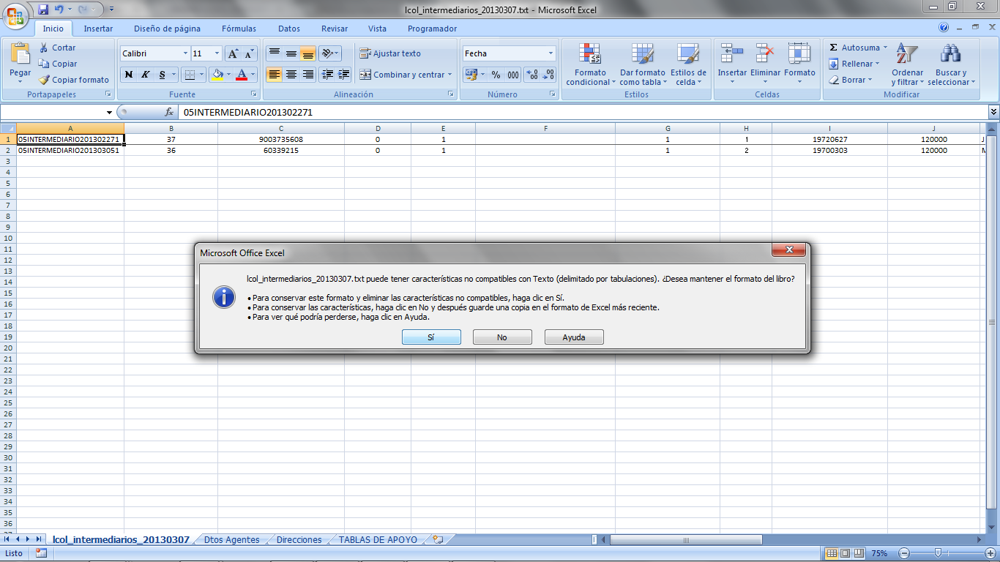 lcol_intermediarios_20130307.txt - Microsoft Excel
Inicio Insertar Diseño de página Fórmulas Datos Revisar Vista Programador
Pegar
Cortar
Copiar
Copiar formato
Portapapeles
Calibri 11
N K S
Fuente
Ajustar texto
Combinar y centrar
Alineación
Fecha
% 000
Número
Formato condicional
Dar formato como tabla
Estilos de celda
Estilos
Insertar Eliminar Formato
Celdas
Autosuma
Rellenar
Borrar
Ordenar y filtrar
Buscar y seleccionar
Modificar
fx 05INTERMEDIARIO201302271
A B C D E F G H I J
1 05INTERMEDIARIO201302271 37 9003735608 0 1 1 1 19720627 120000 J
2 05INTERMEDIARIO201303051 36 60339215 0 1 1 2 19700303 120000 M
3
4
5
6
7
8
9
10
11
12
13
14
15
16
17
18
19
20
21
22
23
24
25
26
27
28
29
30
31
32
33
34
35
36
Microsoft Office Excel
lcol_intermediarios_20130307.txt puede tener características no compatibles con Texto (delimitado por tabulaciones). ¿Desea mantener el formato del libro?
• Para conservar este formato y eliminar las características no compatibles, haga clic en Sí.
• Para conservar las características, haga clic en No y después guarde una copia en el formato de Excel más reciente.
• Para ver qué podría perderse, haga clic en Ayuda.
Sí No Ayuda
lcol_intermediarios_20130307 Dtos Agentes Direcciones TABLAS DE APOYO
Listo 75%